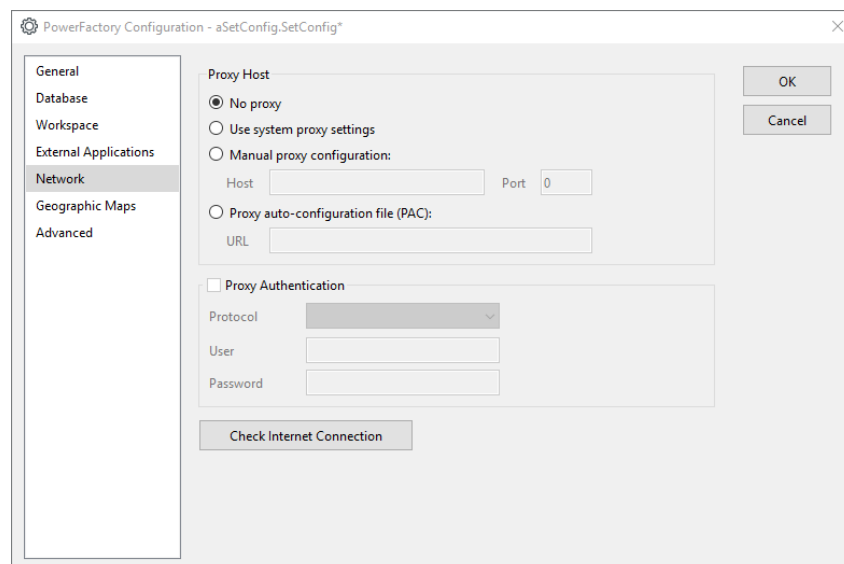 PowerFactory Configuration - aSetConfig.SetConfig*
General
Database
Workspace
External Applications
Network
Geographic Maps
Advanced
Proxy Host
No proxy
Use system proxy settings
Manual proxy configuration:
Host Port 0
Proxy auto-configuration file (PAC):
URL
Proxy Authentication
Protocol
User
Password
Check Internet Connection
OK
Cancel